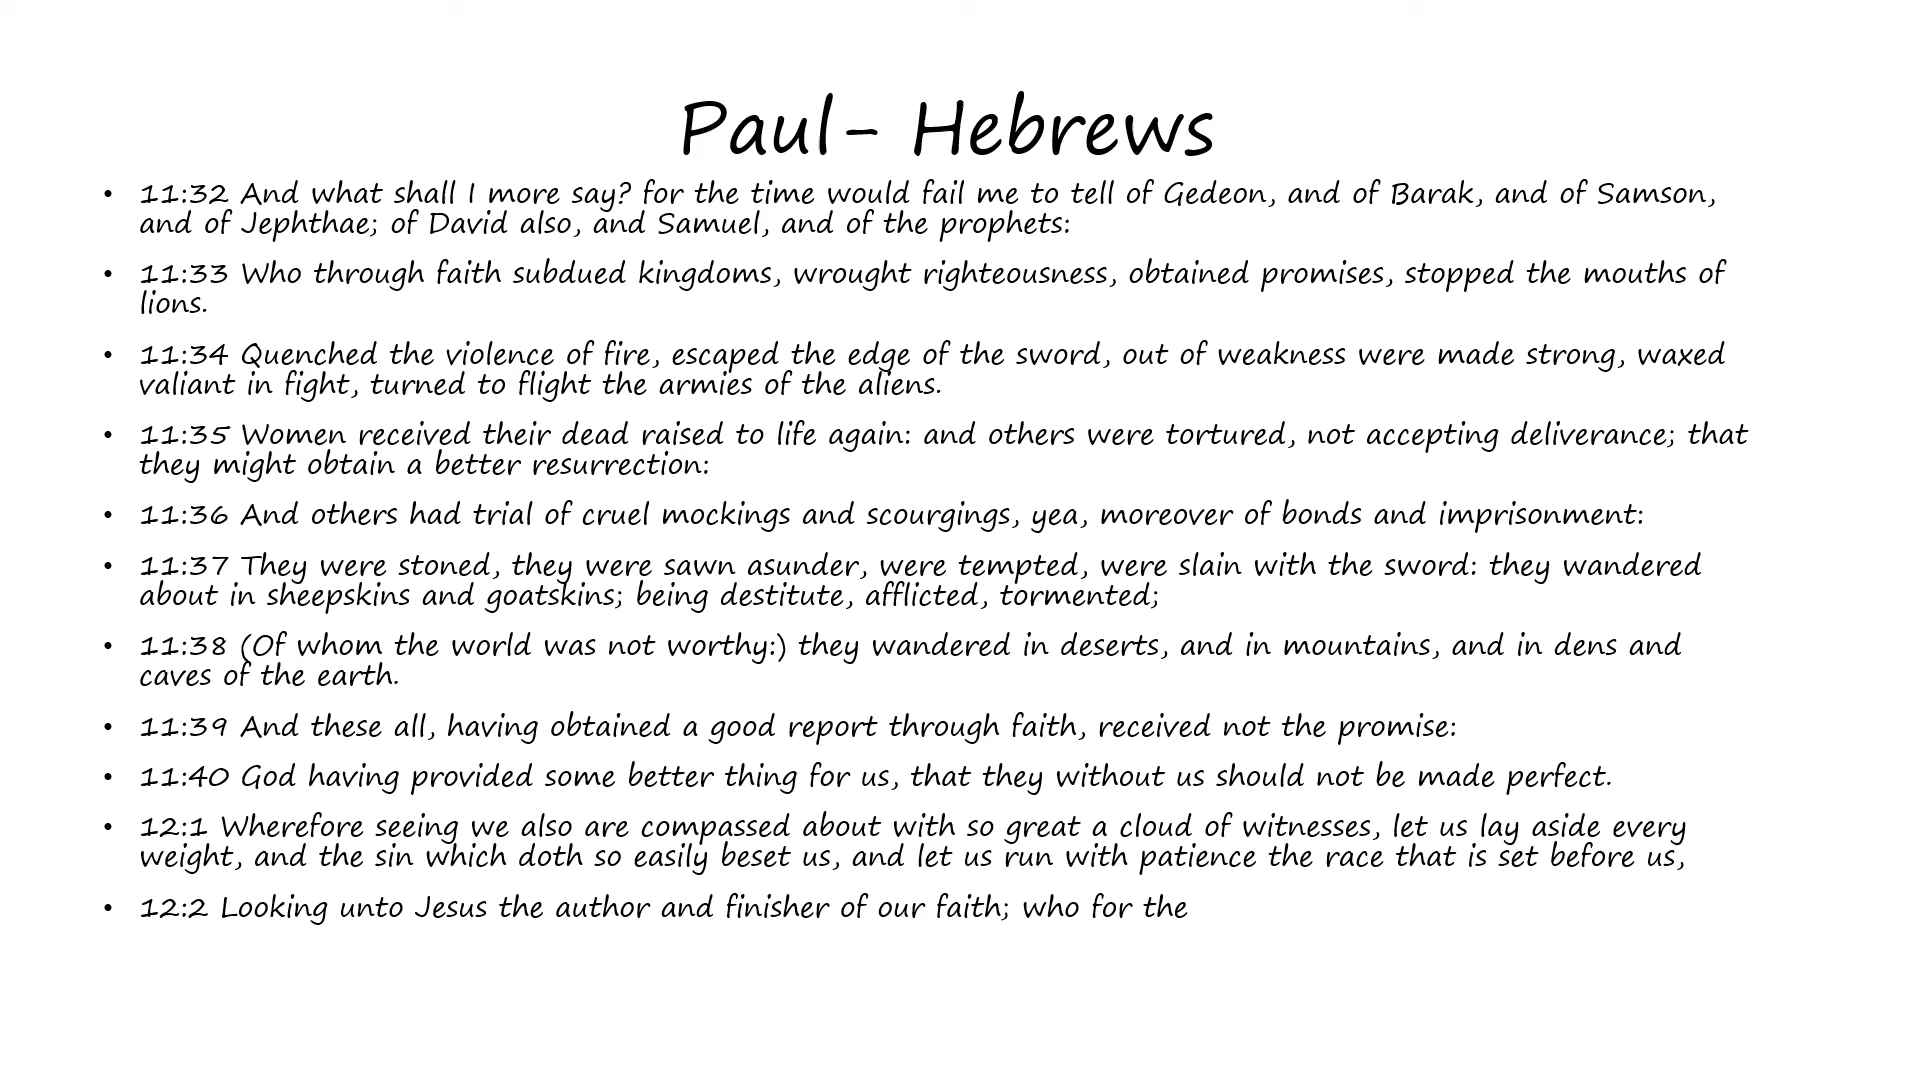 Paul- Hebrews
• 11:32 And what shall I more say? for the time would fail me to tell of Gedeon, and of Barak, and of Samson,
and of Jephthae; of David also, and Samuel, and of the prophets:
• 11:33 Who through faith subdued kingdoms, wrought righteousness, obtained promises, stopped the mouths of
lions.
• 11:34 Quenched the violence of fire, escaped the edge of the sword, out of weakness were made strong, waxed
valiant in fight, turned to flight the armies of the aliens.
• 11:35 Women received their dead raised to life again: and others were tortured, not accepting deliverance; that
they might obtain a better resurrection:
• 11:36 And others had trial of cruel mockings and scourgings, yea, moreover of bonds and imprisonment:
• 11:37 They were stoned, they were sawn asunder, were tempted, were slain with the sword: they wandered
about in sheepskins and goatskins; being destitute, afflicted, tormented;
• 11:38 (Of whom the world was not worthy:) they wandered in deserts, and in mountains, and in dens and
caves of the earth.
• 11:39 And these all, having obtained a good report through faith, received not the promise:
• 11:40 God having provided some better thing for us, that they without us should not be made perfect.
• 12:1 Wherefore seeing we also are compassed about with so great a cloud of witnesses, let us lay aside every
weight, and the sin which doth so easily beset us, and let us run with patience the race that is set before us,
• 12:2 Looking unto Jesus the author and finisher of our faith; who for the